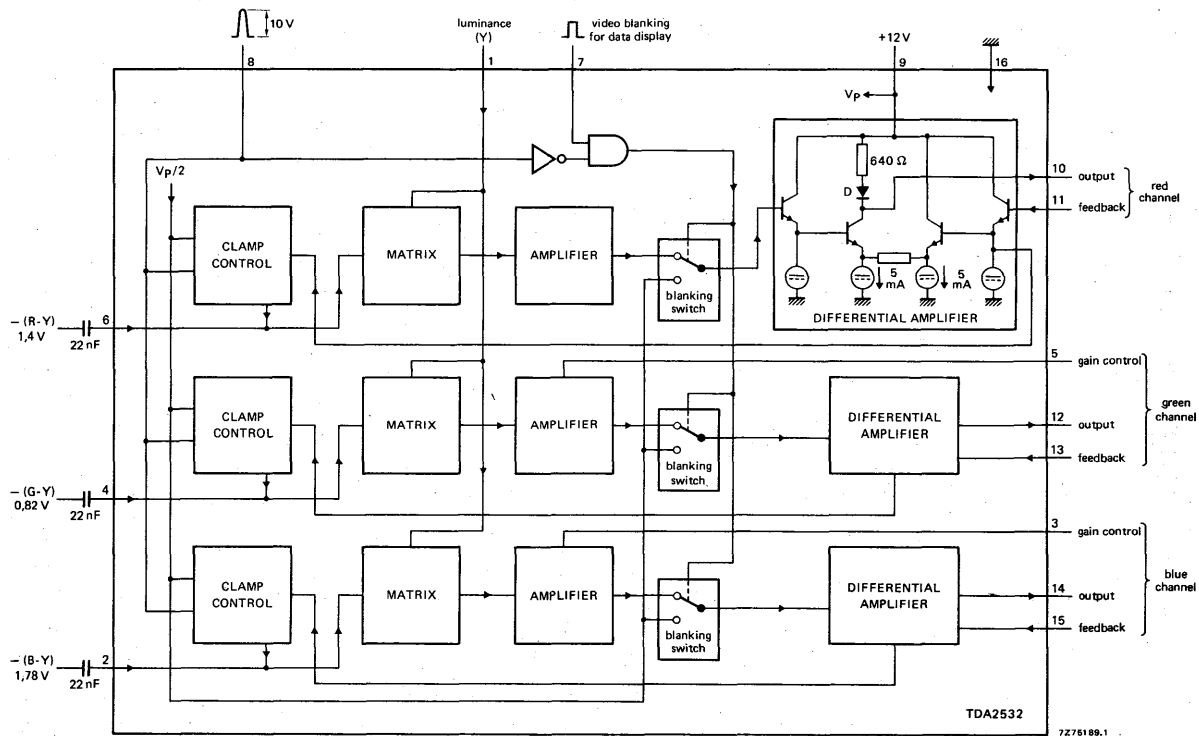 10 V
luminance
(Y)
video blanking
for data display
+12 V
8
1
7
9
16
Vp
Vp/2
640 Ω
D
10
output
11
feedback
red
channel
CLAMP
CONTROL
MATRIX
AMPLIFIER
blanking
switch
5
mA
5
mA
DIFFERENTIAL AMPLIFIER
– (R-Y)
1,4 V
6
22 nF
5
gain control
CLAMP
CONTROL
MATRIX
AMPLIFIER
blanking
switch
DIFFERENTIAL
AMPLIFIER
12
output
13
feedback
green
channel
– (G-Y)
0,82 V
4
22 nF
3
gain control
CLAMP
CONTROL
MATRIX
AMPLIFIER
blanking
switch
DIFFERENTIAL
AMPLIFIER
14
output
15
feedback
blue
channel
– (B-Y)
1,78 V
2
22 nF
TDA2532
7Z75189.1